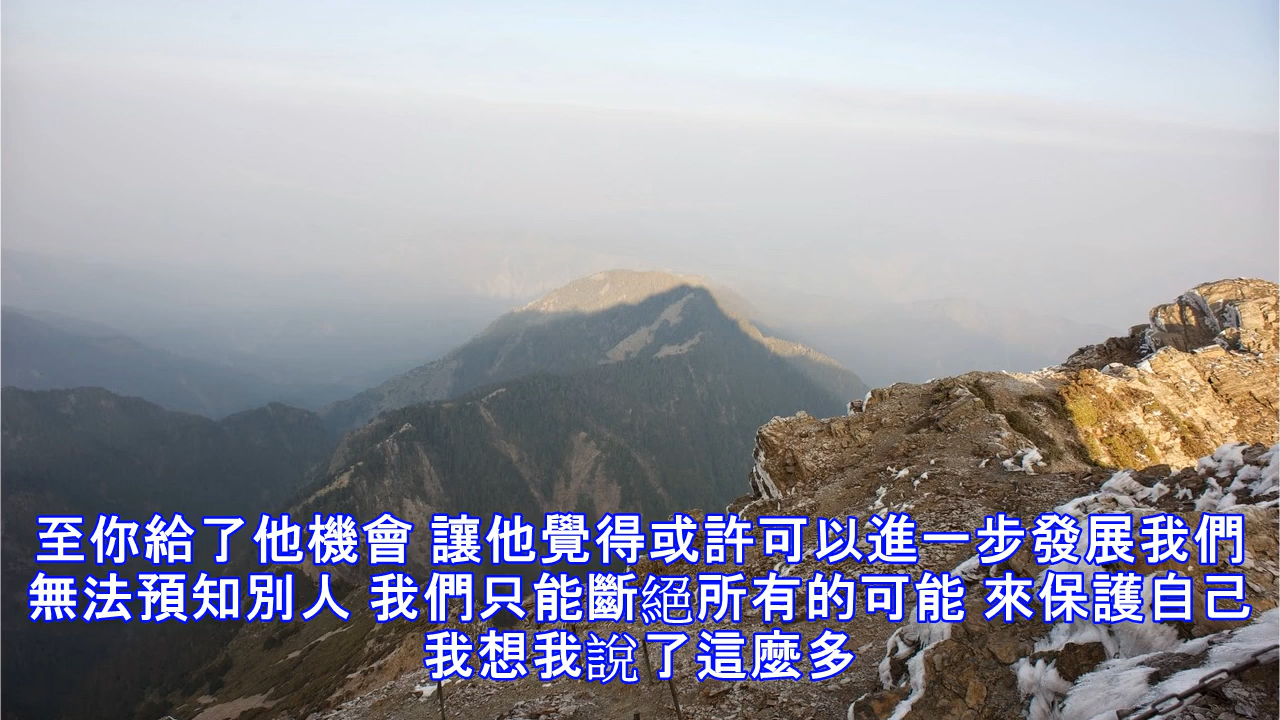 至你給了他機會 讓他覺得或許可以進一步發展我們
無法預知別人 我們只能斷絕所有的可能 來保護自己
我想我說了這麼多